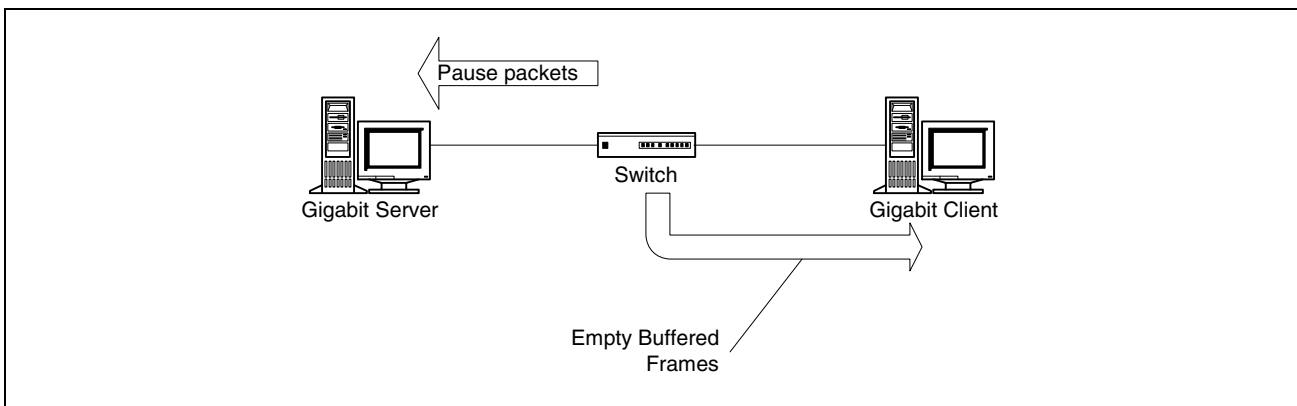 Pause packets
Switch
Gigabit Server
Gigabit Client
Empty Buffered
Frames